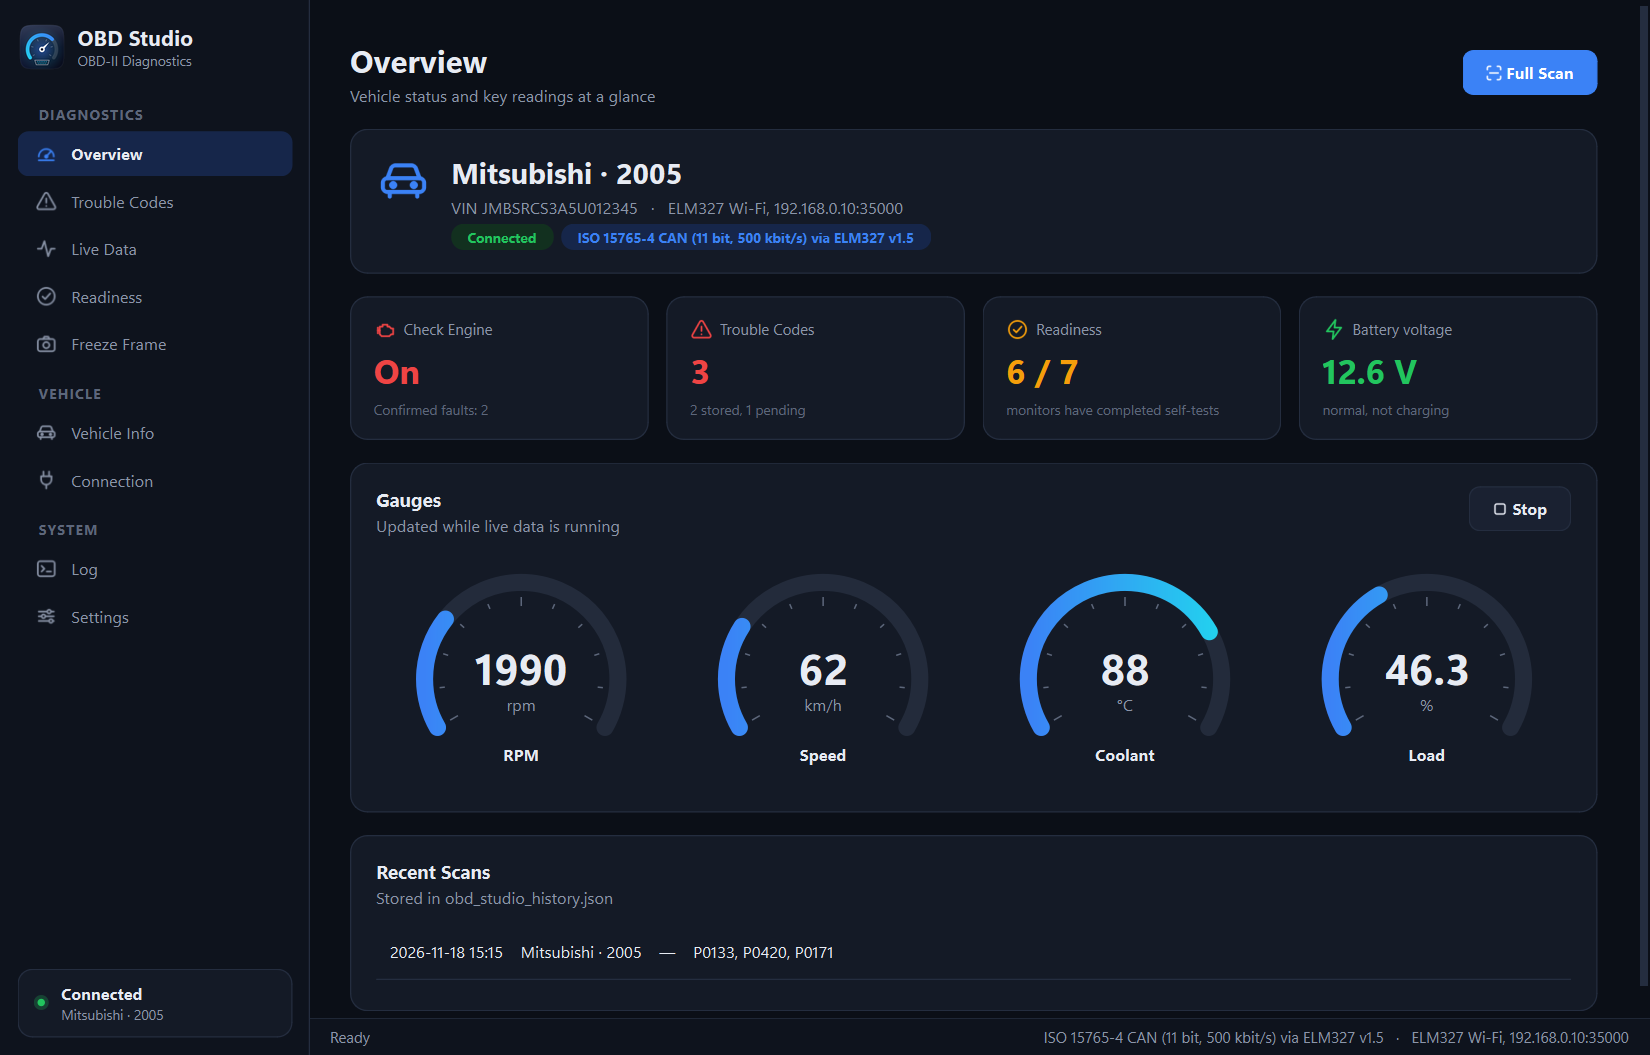 OBD Studio
OBD-II Diagnostics
DIAGNOSTICS
Overview
Trouble Codes
Live Data
Readiness
Freeze Frame
VEHICLE
Vehicle Info
Connection
SYSTEM
Log
Settings
Connected
Mitsubishi · 2005
Overview
Vehicle status and key readings at a glance
Full Scan
Mitsubishi · 2005
VIN JMBSRCS3A5U012345 · ELM327 Wi-Fi, 192.168.0.10:35000
Connected ISO 15765-4 CAN (11 bit, 500 kbit/s) via ELM327 v1.5
Check Engine
On
Confirmed faults: 2
Trouble Codes
3
2 stored, 1 pending
Readiness
6 / 7
monitors have completed self-tests
Battery voltage
12.6 V
normal, not charging
Gauges
Updated while live data is running
Stop
1990
rpm
RPM
62
km/h
Speed
88
°C
Coolant
46.3
%
Load
Recent Scans
Stored in obd_studio_history.json
2026-11-18 15:15 Mitsubishi · 2005 — P0133, P0420, P0171
Ready
ISO 15765-4 CAN (11 bit, 500 kbit/s) via ELM327 v1.5 · ELM327 Wi-Fi, 192.168.0.10:35000